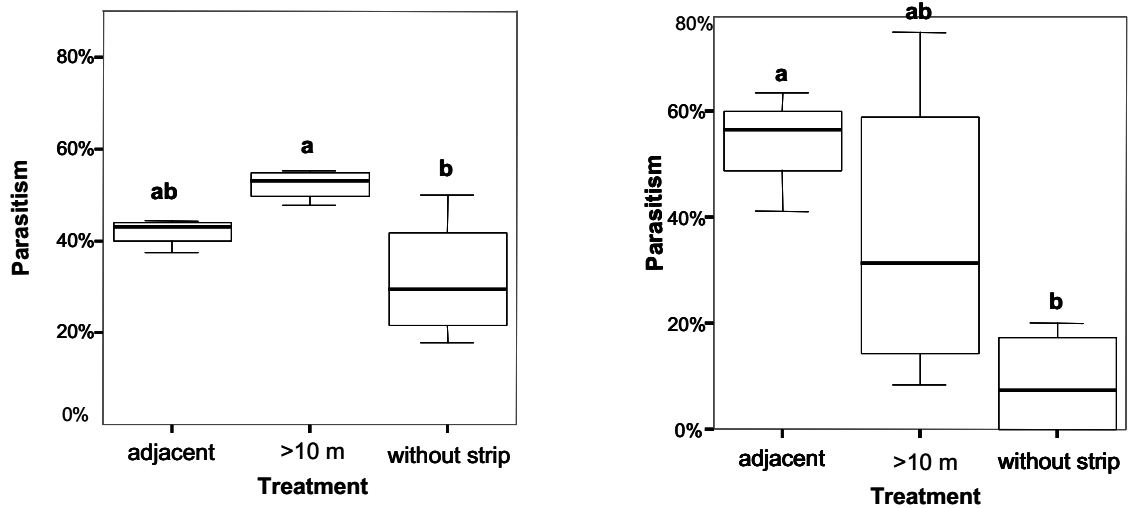 80%
60%
40%
20%
0%
Parasitism
ab
a
b
adjacent >10 m without strip
Treatment
80%
60%
40%
20%
0%
Parasitism
a
ab
b
adjacent >10 m without strip
Treatment